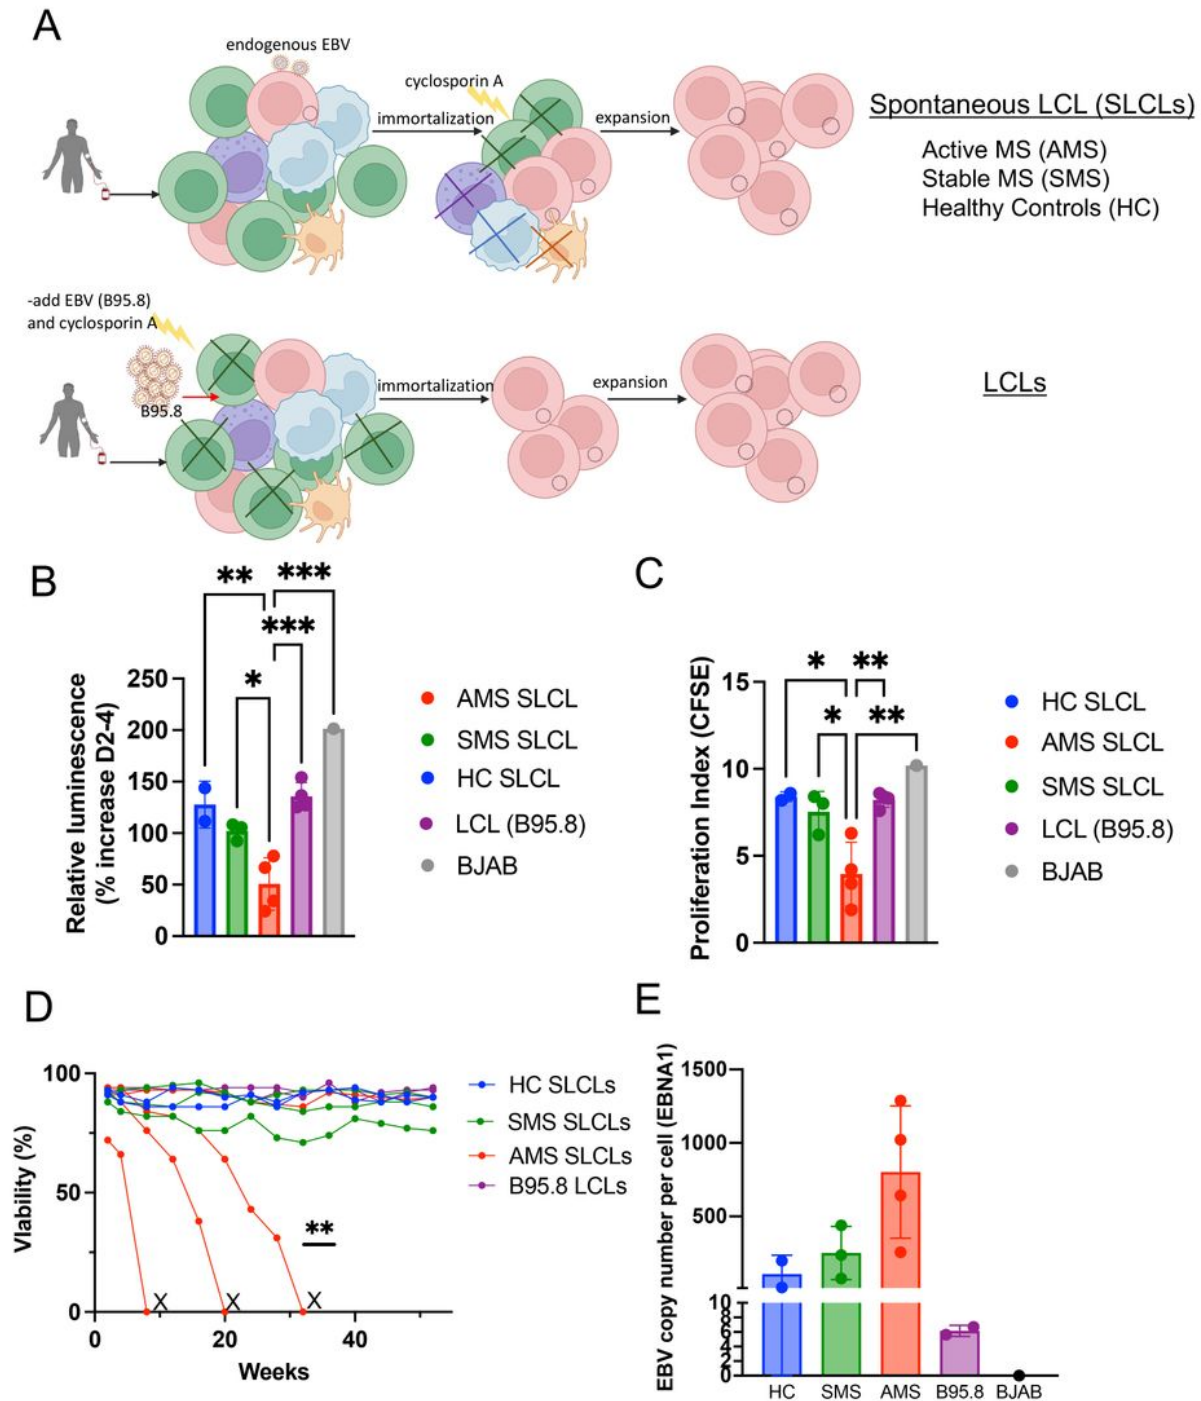 A
endogenous EBV
cyclosporin A
immortalization
expansion
Spontaneous LCL (SLCLs)
Active MS (AMS)
Stable MS (SMS)
Healthy Controls (HC)
-add EBV (B95.8)
and cyclosporin A
B95.8
immortalization
expansion
LCLs
B
** ***
***
*
Relative luminescence
(% increase D2-4)
250
200
150
100
50
0
AMS SLCL
SMS SLCL
HC SLCL
LCL (B95.8)
BJAB
C
* **
* **
Proliferation Index (CFSE)
15
10
5
0
HC SLCL
AMS SLCL
SMS SLCL
LCL (B95.8)
BJAB
D
Viability (%)
100
50
0
**
X X X
0 20 40
Weeks
HC SLCLs
SMS SLCLs
AMS SLCLs
B95.8 LCLs
E
EBV copy number per cell (EBNA1)
1500
1000
500
10
8
6
4
2
0
HC SMS AMS B95.8 BJAB